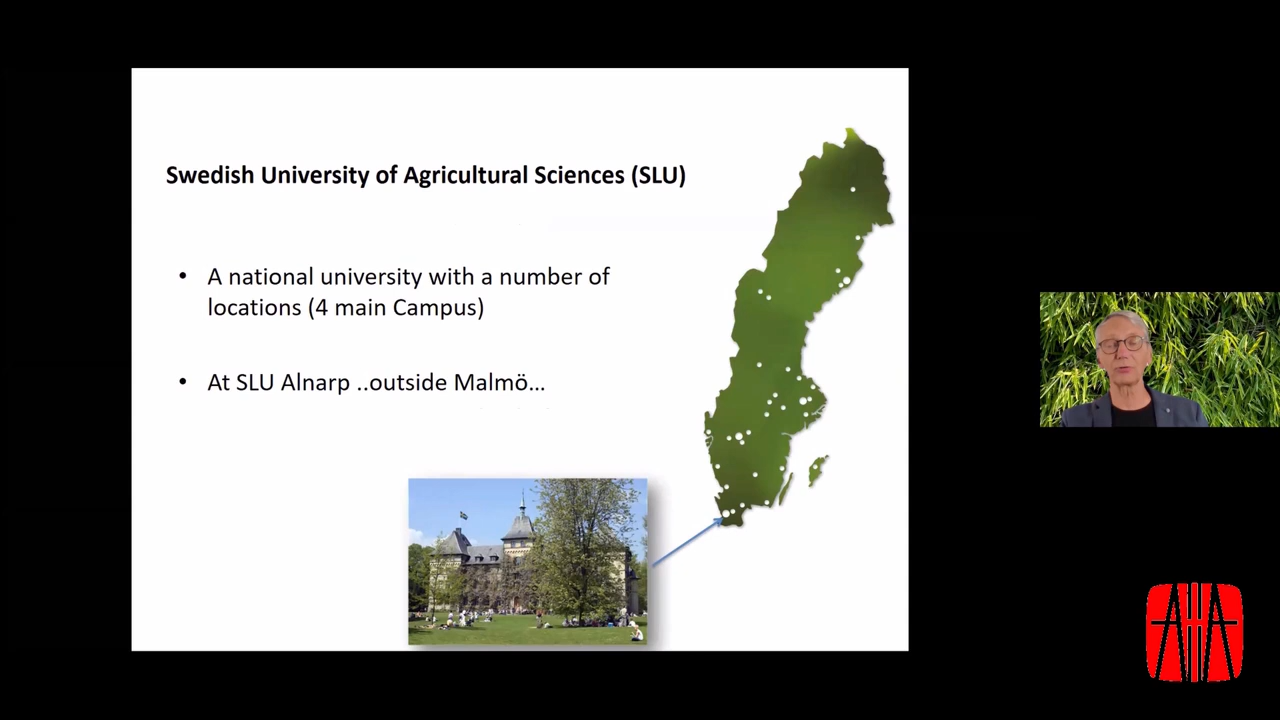 Swedish University of Agricultural Sciences (SLU)
• A national university with a number of
locations (4 main Campus)
• At SLU Alnarp ..outside Malmö...
AHA